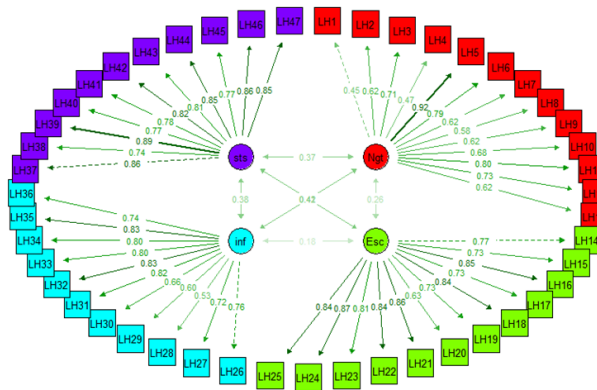 LH46 LH47 LH1 LH2
LH45 LH3
LH44 LH4
LH43 LH5
LH42 LH6
LH41 LH7
LH40 LH8
LH39 LH9
LH38 LH10
LH37
LH36
LH35
LH34 LH14
LH33 LH15
LH32 LH16
LH31 LH17
LH30 LH18
LH29 LH19
LH28 LH20
LH27 LH21
LH26 LH25 LH24 LH23 LH22
sts Ngt
inf Esc
0.86 0.74 0.89 0.78 0.77 0.82 0.81 0.85 0.77 0.86 0.85
0.45 0.62 0.71 0.47 0.92 0.79 0.62 0.62 0.58 0.62 0.68 0.80 0.73 0.62
0.37
0.38 0.42 0.26
0.18
0.74 0.83 0.80 0.80 0.83 0.82 0.66 0.60 0.53 0.72 0.76
0.84 0.87 0.81 0.84 0.86 0.63 0.73 0.73 0.84 0.85 0.73 0.77